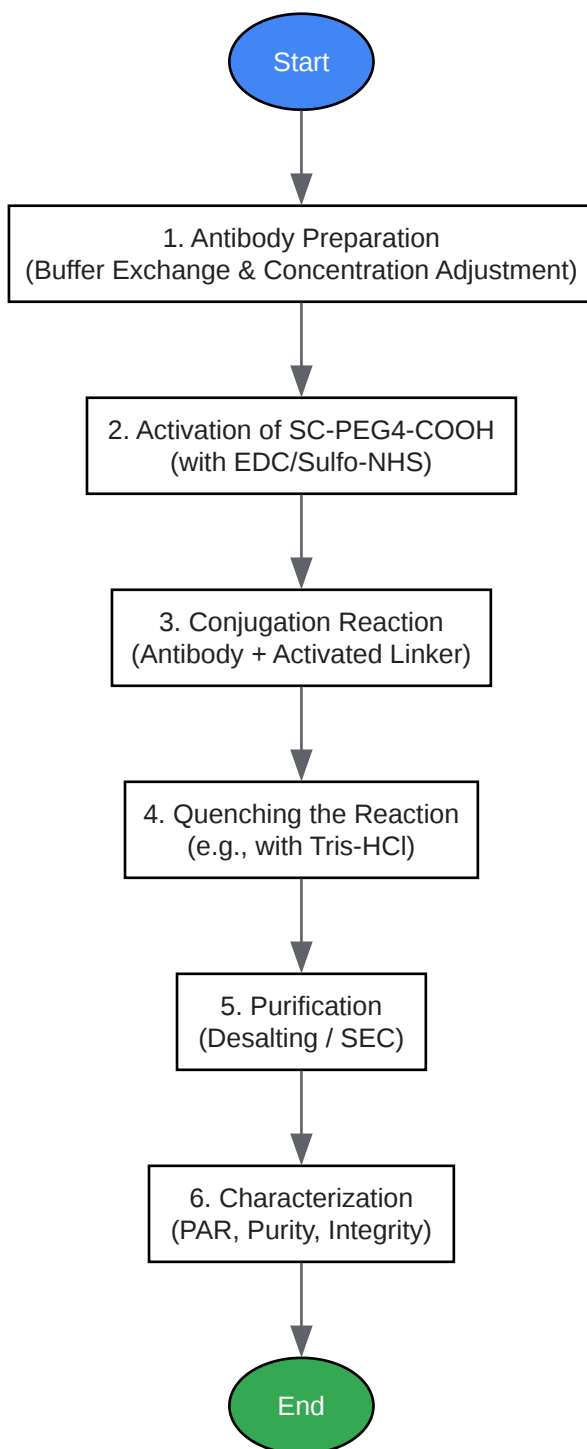 Start
1. Antibody Preparation
(Buffer Exchange & Concentration Adjustment)
2. Activation of SC-PEG4-COOH
(with EDC/Sulfo-NHS)
3. Conjugation Reaction
(Antibody + Activated Linker)
4. Quenching the Reaction
(e.g., with Tris-HCl)
5. Purification
(Desalting / SEC)
6. Characterization
(PAR, Purity, Integrity)
End